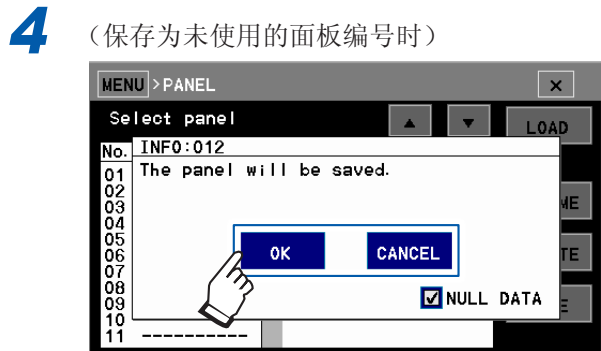 4 (保存为未使用的面板编号时)
MENU >PANEL ×
Select panel ▲ ▼ LOAD
No. INFO:012
01 The panel will be saved.
02
03 ME
04
05
06 OK CANCEL TE
07
08
09 NULL DATA E
10
11 ----------